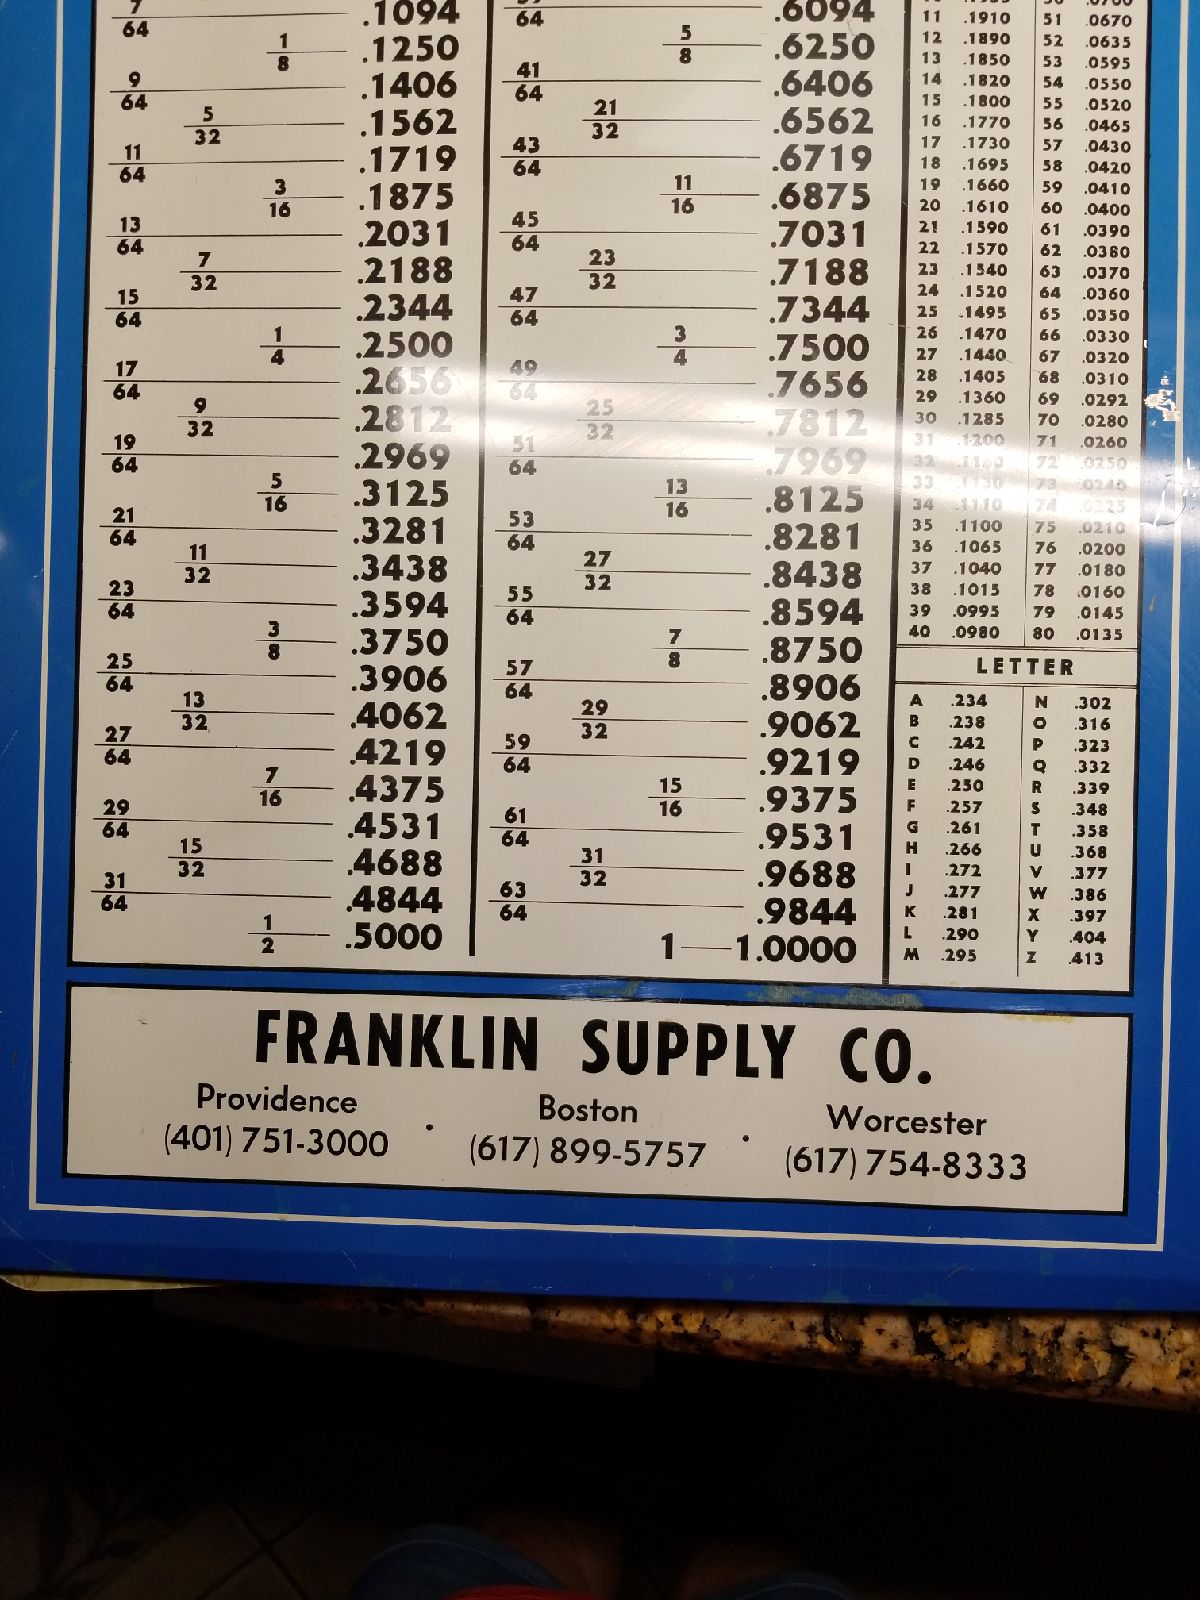 7/64 .1094
1/8 .1250
9/64 .1406
5/32 .1562
11/64 .1719
3/16 .1875
13/64 .2031
7/32 .2188
15/64 .2344
1/4 .2500
17/64 .2656
9/32 .2812
19/64 .2969
5/16 .3125
21/64 .3281
11/32 .3438
23/64 .3594
3/8 .3750
25/64 .3906
13/32 .4062
27/64 .4219
7/16 .4375
29/64 .4531
15/32 .4688
31/64 .4844
1/2 .5000
39/64 .6094
5/8 .6250
41/64 .6406
21/32 .6562
43/64 .6719
11/16 .6875
45/64 .7031
23/32 .7188
47/64 .7344
3/4 .7500
49/64 .7656
25/32 .7812
51/64 .7969
13/16 .8125
53/64 .8281
27/32 .8438
55/64 .8594
7/8 .8750
57/64 .8906
29/32 .9062
59/64 .9219
15/16 .9375
61/64 .9531
31/32 .9688
63/64 .9844
1 1.0000
11 .1910 51 .0670
12 .1890 52 .0635
13 .1850 53 .0595
14 .1820 54 .0550
15 .1800 55 .0520
16 .1770 56 .0465
17 .1730 57 .0430
18 .1695 58 .0420
19 .1660 59 .0410
20 .1610 60 .0400
21 .1590 61 .0390
22 .1570 62 .0380
23 .1540 63 .0370
24 .1520 64 .0360
25 .1495 65 .0350
26 .1470 66 .0330
27 .1440 67 .0320
28 .1405 68 .0310
29 .1360 69 .0292
30 .1285 70 .0280
31 .1200 71 .0260
32 72 .0250
33 .1130 73 .0240
34 .1110 74 .0225
35 .1100 75 .0210
36 .1065 76 .0200
37 .1040 77 .0180
38 .1015 78 .0160
39 .0995 79 .0145
40 .0980 80 .0135
LETTER
A .234 N .302
B .238 O .316
C .242 P .323
D .246 Q .332
E .250 R .339
F .257 S .348
G .261 T .358
H .266 U .368
I .272 V .377
J .277 W .386
K .281 X .397
L .290 Y .404
M .295 Z .413
FRANKLIN SUPPLY CO.
Providence · Boston · Worcester
(401) 751-3000 (617) 899-5757 (617) 754-8333